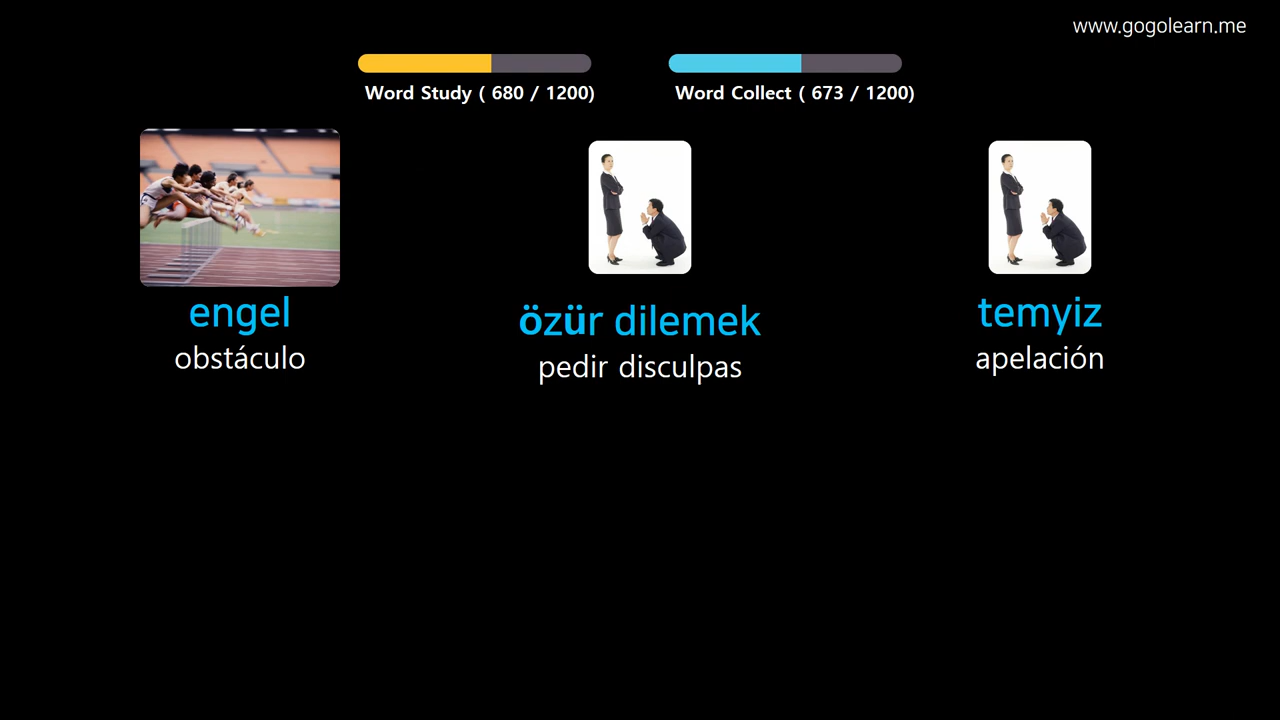 www.gogolearn.me
Word Study ( 680 / 1200)
Word Collect ( 673 / 1200)
engel
obstáculo
özür dilemek
pedir disculpas
temyiz
apelación